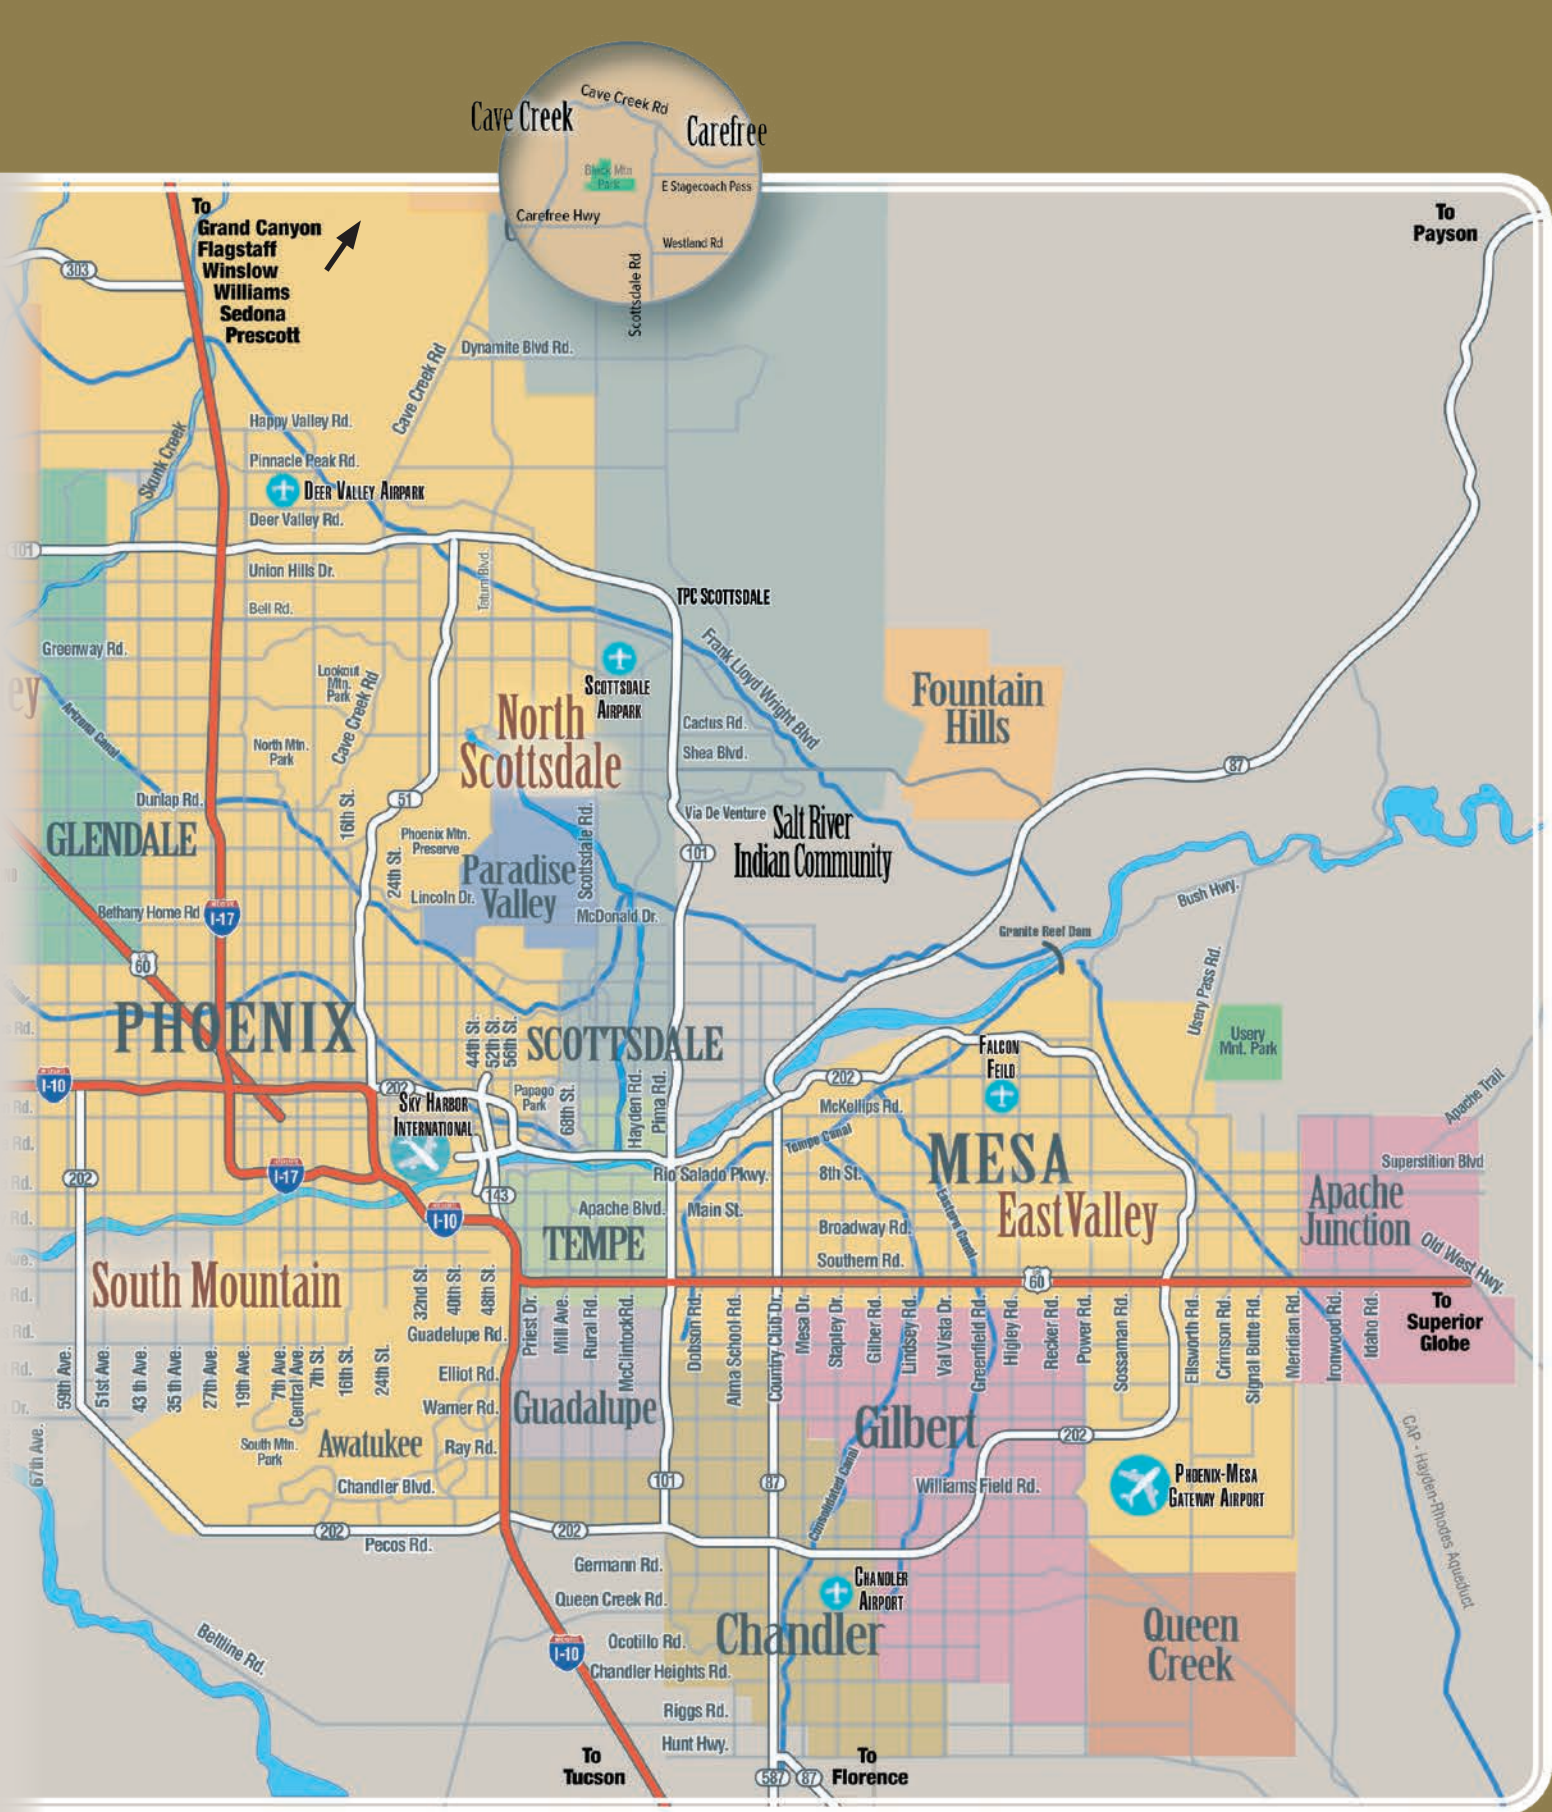 Cave Creek Rd
Cave Creek
Carefree
Black Mtn
Park
E Stagecoach Pass
Carefree Hwy
Westland Rd
Scottsdale Rd
To
Grand Canyon
Flagstaff
Winslow
Williams
Sedona
Prescott
To
Payson
303
Dynamite Blvd Rd.
Cave Creek Rd
Happy Valley Rd.
Skunk Creek
Pinnacle Peak Rd.
DEER VALLEY AIRPARK
Deer Valley Rd.
101
Union Hills Dr.
Tatum Blvd.
Bell Rd.
TPC SCOTTSDALE
Greenway Rd.
Frank Lloyd Wright Blvd
Lookout
Mtn.
Park
Cave Creek Rd
SCOTTSDALE
AIRPARK
ey
Arizona Canal
North
Scottsdale
Fountain
Hills
Cactus Rd.
North Mtn.
Park
Shea Blvd.
87
Dunlap Rd.
51
16th St.
Via De Venture
Salt River
Indian Community
GLENDALE
Phoenix Mtn.
Preserve
Scottsdale Rd.
101
24th St.
Paradise
Valley
Lincoln Dr.
Bush Hwy.
Bethany Home Rd
I-17
McDonald Dr.
Granite Reef Dam
60
Usery Pass Rd.
PHOENIX
Rd.
44th St.
52th St.
56th St.
SCOTTSDALE
FALCON
FEILD
Usery
Mnt. Park
I-10
202
Papago
Park
202
Apache Trail
Rd.
SKY HARBOR
INTERNATIONAL
68th St.
Hayden Rd.
Pima Rd.
McKellips Rd.
Rd.
Tempe Canal
MESA
Superstition Blvd
202
Rd.
I-17
Rio Salado Pkwy.
8th St.
143
Apache Blvd.
Main St.
Eastern Canal
East Valley
Apache
Junction
Rd.
I-10
Broadway Rd.
TEMPE
Southern Rd.
Old West Hwy.
ve.
South Mountain
60
Rd.
32nd St.
40th St.
48th St.
To
Superior
Globe
Priest Dr.
Mill Ave.
Rural Rd.
McClintock Rd.
Dobson Rd.
Alma School Rd.
Country Club Dr.
Mesa Dr.
Stapley Dr.
Gilber Rd.
Lindsey Rd.
Val Vista Dr.
Greenfield Rd.
Higley Rd.
Recker Rd.
Power Rd.
Sossaman Rd.
Ellsworth Rd.
Crimson Rd.
Signal Butte Rd.
Meridian Rd.
Ironwood Rd.
Idaho Rd.
Rd.
Guadelupe Rd.
Rd.
59th Ave.
51st Ave.
43 th Ave.
35 th Ave.
27th Ave.
19th Ave.
7th Ave.
Central Ave.
7th St.
16th St.
24th St.
Elliot Rd.
Dr.
Warner Rd.
Guadalupe
Gilbert
67th Ave.
South Mtn.
Park
Awatukee
Ray Rd.
202
CAP - Hayden-Rhodes Aqueduct
Chandler Blvd.
101
87
Consolidated Canal
Williams Field Rd.
PHOENIX-MESA
GATEWAY AIRPORT
202
Pecos Rd.
202
Germann Rd.
CHANDLER
AIRPORT
Queen Creek Rd.
Beltline Rd.
I-10
Ocotillo Rd.
Chandler
Queen
Creek
Chandler Heights Rd.
Riggs Rd.
Hunt Hwy.
To
Tucson
587
87
To
Florence